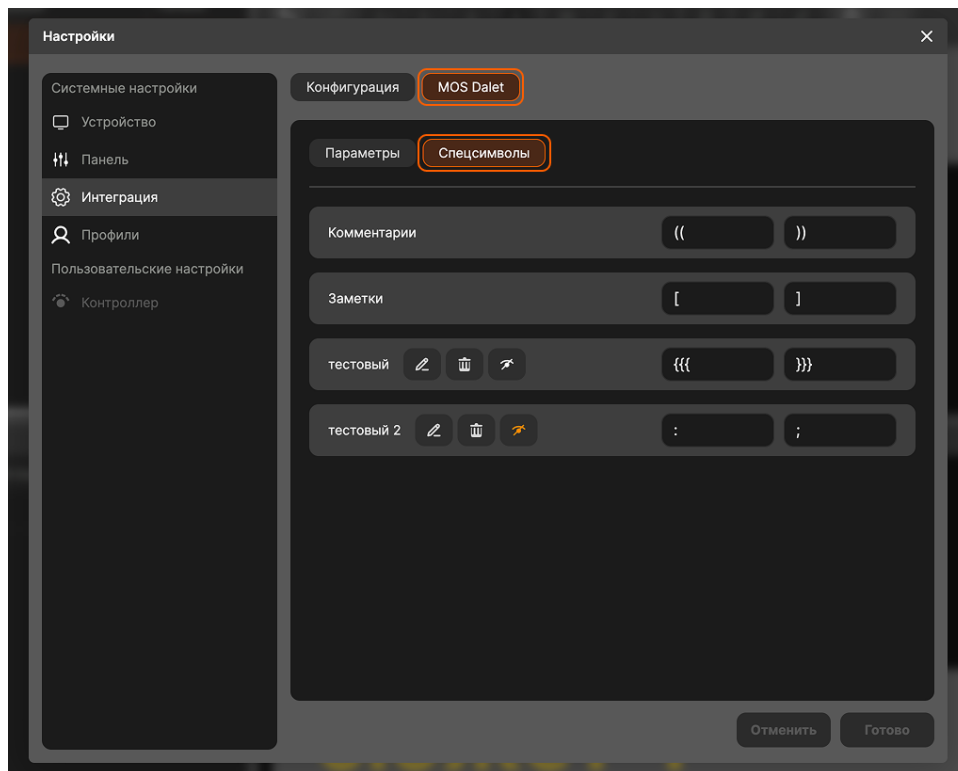 Настройки
Системные настройки
Устройство
Панель
Интеграция
Профили
Пользовательские настройки
Контроллер
Конфигурация MOS Dalet
Параметры Спецсимволы
Комментарии (( ))
Заметки [ ]
тестовый {{{ }}}
тестовый 2 : ;
Отменить Готово